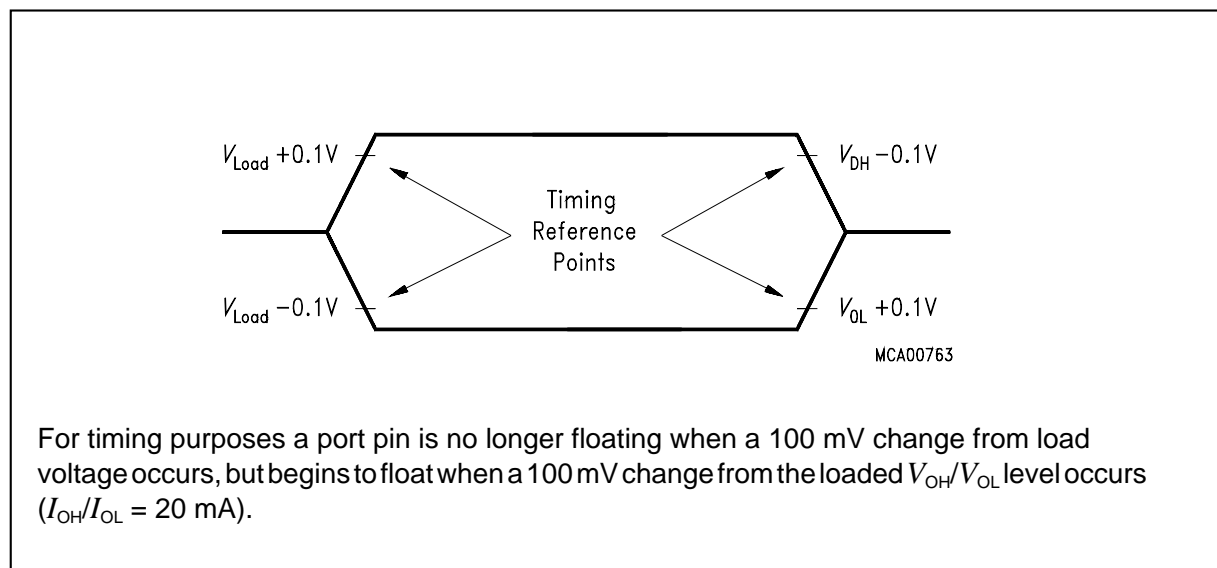 V_Load +0.1V
V_DH −0.1V
Timing
Reference
Points
V_Load −0.1V
V_OL +0.1V
MCA00763
For timing purposes a port pin is no longer floating when a 100 mV change from load
voltage occurs, but begins to float when a 100 mV change from the loaded V_OH/V_OL level occurs
(I_OH/I_OL = 20 mA).